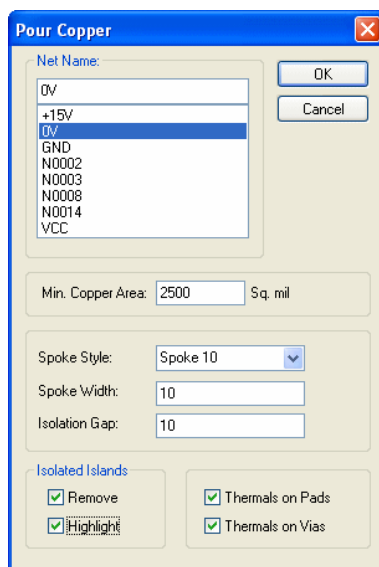 Pour Copper
Net Name:
0V
+15V
0V
GND
N0002
N0003
N0008
N0014
VCC
OK
Cancel
Min. Copper Area: 2500 Sq. mil
Spoke Style: Spoke 10
Spoke Width: 10
Isolation Gap: 10
Isolated Islands
Remove
Highlight
Thermals on Pads
Thermals on Vias